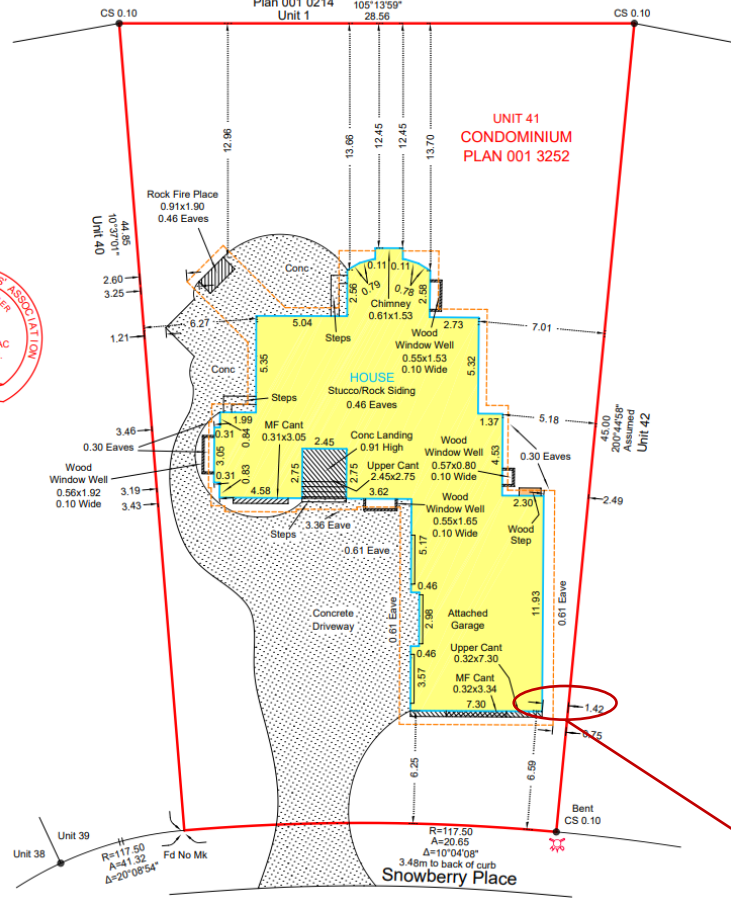 Plan 001 0214
Unit 1
105°13'59"
28.56
CS 0.10
CS 0.10
UNIT 41
CONDOMINIUM
PLAN 001 3252
12.96
13.66
12.45
12.45
13.70
Rock Fire Place
0.91x1.90
0.46 Eaves
44.86
10°37'01"
Unit 40
ASSOCIATION
2.60
3.25
1.21
Conc
6.27
5.04
Steps
2.56
0.79
0.11
0.11
0.78
2.58
Chimney
0.61x1.53
Wood
Window Well
0.55x1.53
0.10 Wide
2.73
7.01
5.35
5.32
Conc
HOUSE
Stucco/Rock Siding
0.46 Eaves
Steps
1.37
5.18
45.00
200°44'58"
Assumed
Unit 42
3.46
0.30 Eaves
Wood
Window Well
0.56x1.92
0.10 Wide
3.19
3.43
1.99
0.31
0.84
3.05
0.31
0.83
MF Cant
0.31x3.05
4.58
2.45
2.75
2.75
Conc Landing
0.91 High
Upper Cant
2.45x2.75
3.62
Wood
Window Well
0.57x0.80
0.10 Wide
4.53
0.30 Eaves
Wood
Window Well
0.55x1.65
0.10 Wide
2.30
2.49
Wood
Step
Steps
3.36 Eave
0.61 Eave
5.17
0.46
2.98
0.46
3.57
0.61 Eave
Concrete
Driveway
Attached
Garage
11.93
0.61 Eave
Upper Cant
0.32x7.30
MF Cant
0.32x3.34
7.30
1.42
0.75
6.25
6.59
Bent
CS 0.10
Unit 39
Unit 38
R=117.50
A=41.32
Δ=20°08'54"
Fd No Mk
R=117.50
A=20.65
Δ=10°04'08"
3.48m to back of curb
Snowberry Place